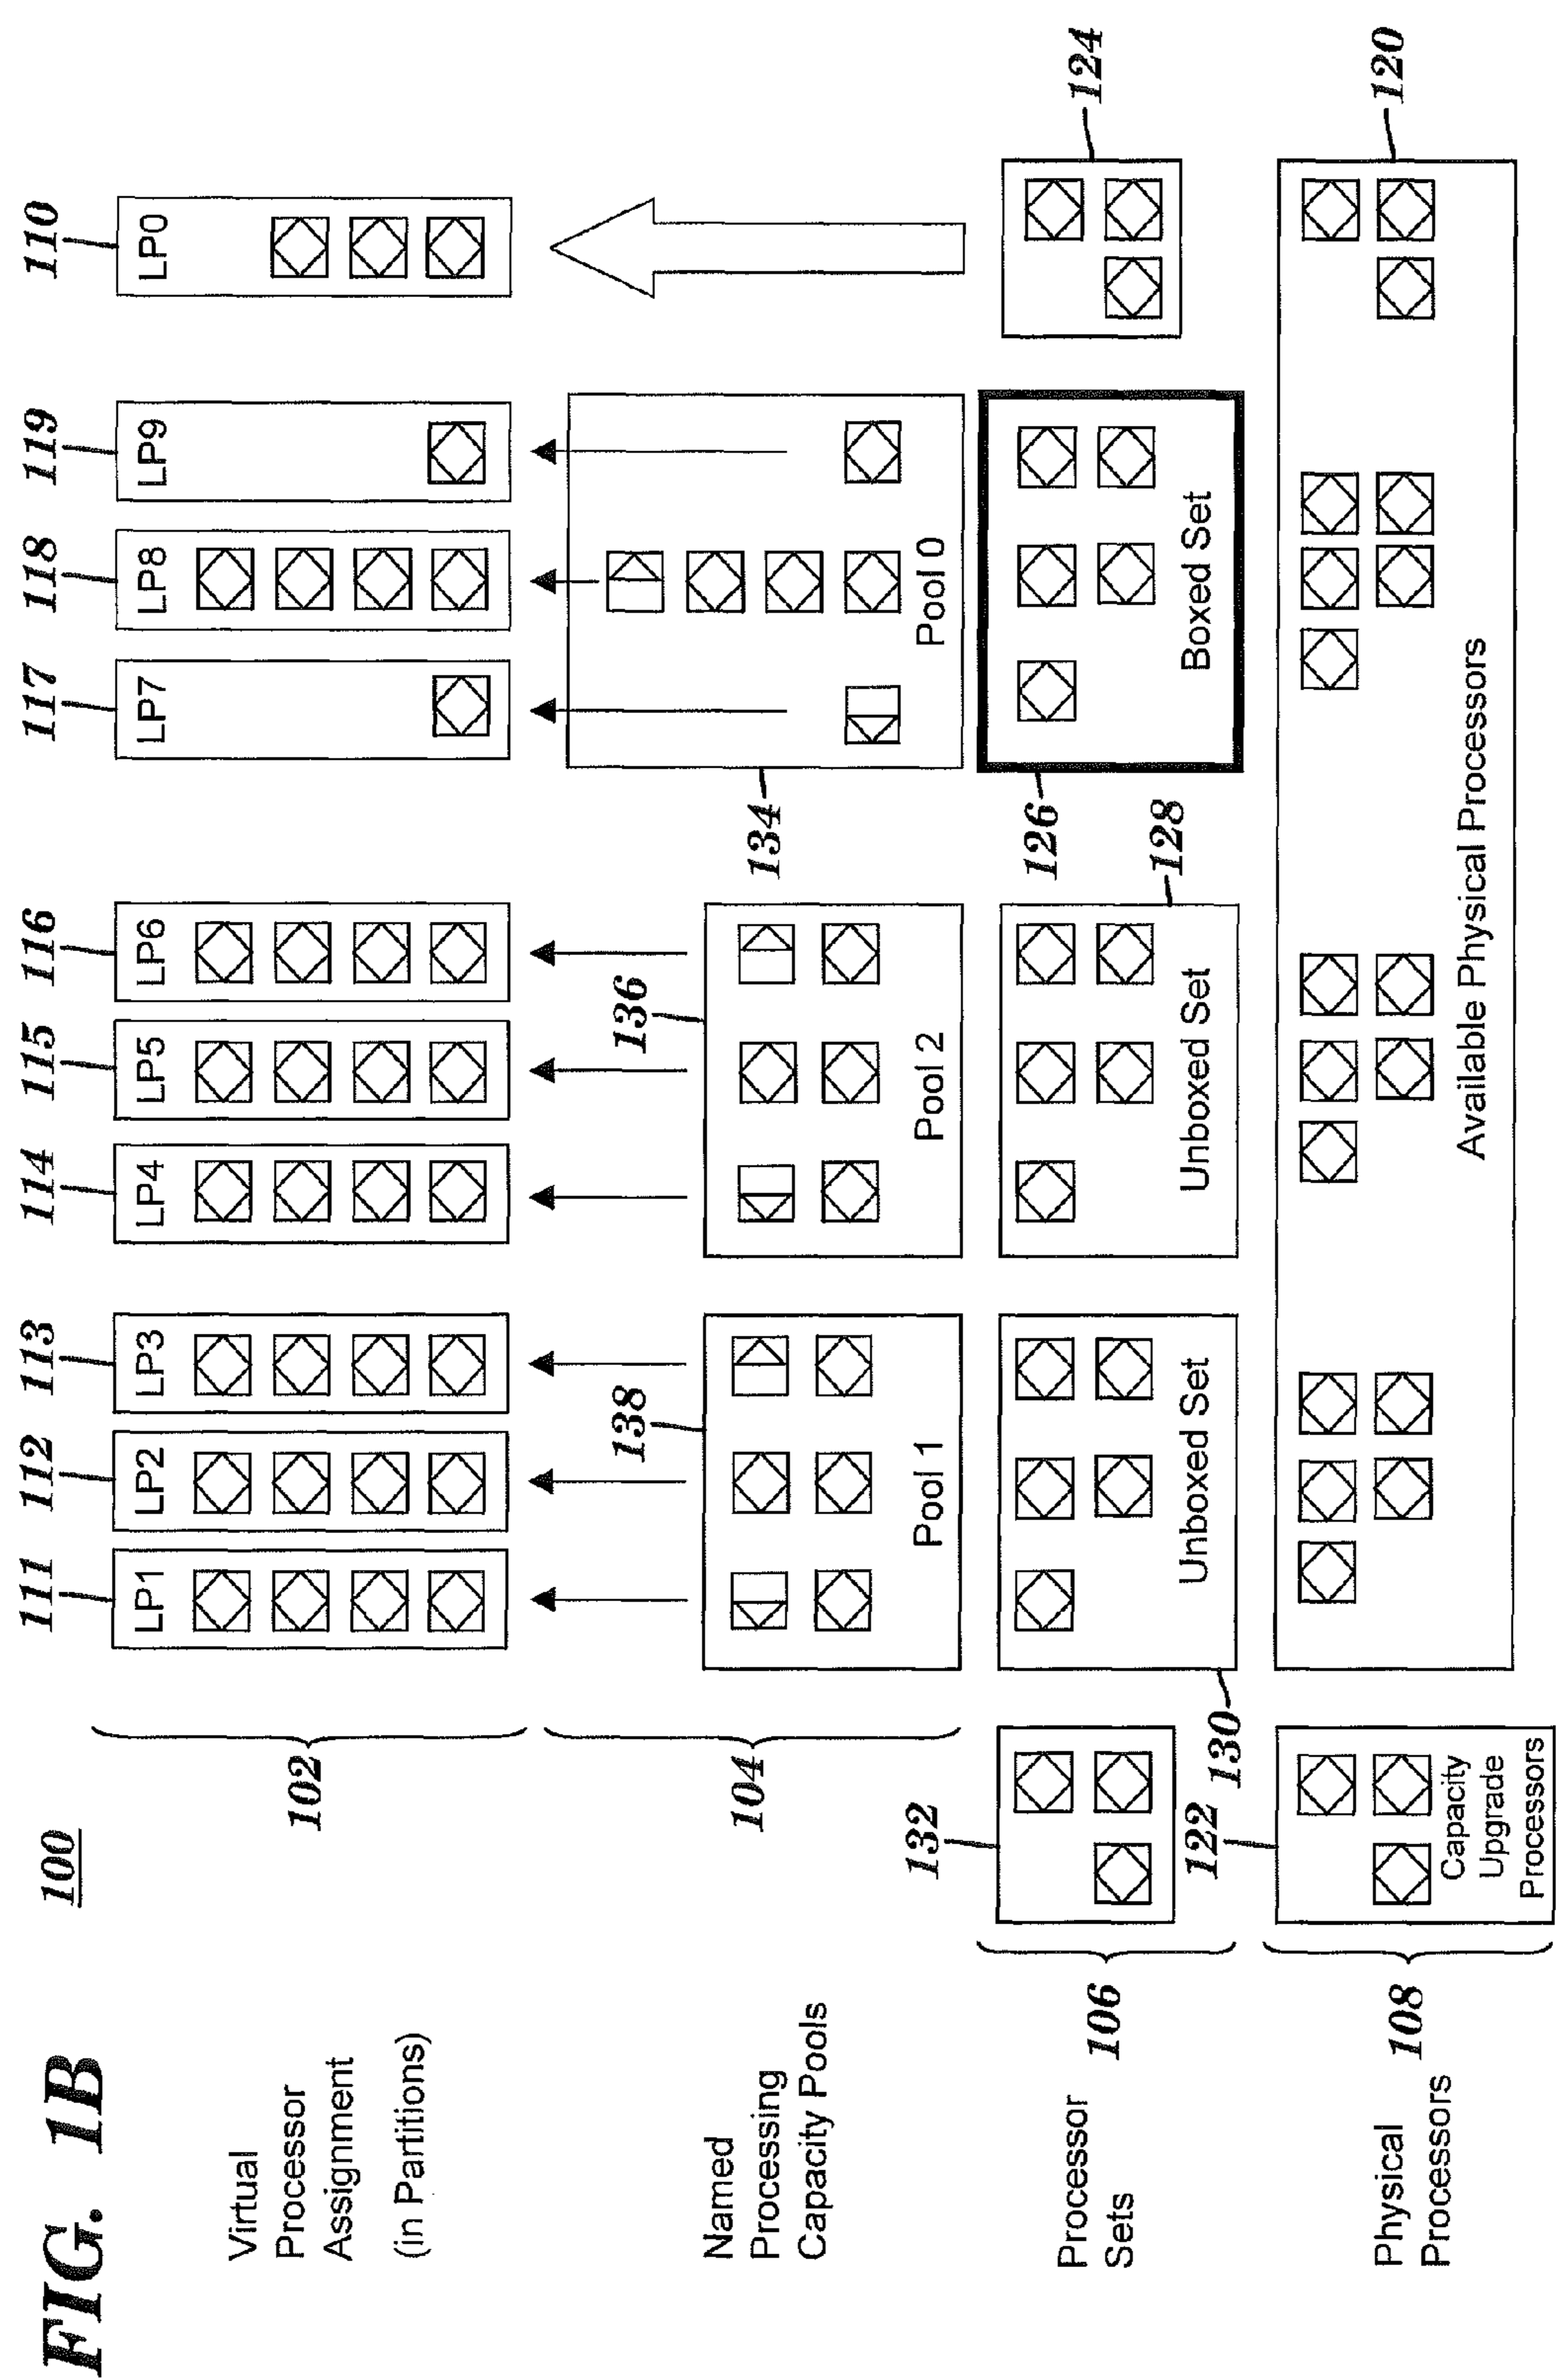 FIG. 1B
100
Virtual
Processor
Assignment
(in Partitions)
102
111
112
113
114
115
116
117
118
119
110
LP1
LP2
LP3
LP4
LP5
LP6
LP7
LP8
LP9
LP0
Named
Processing
Capacity Pools
104
138
136
134
Pool 1
Pool 2
Pool 0
Processor
Sets
106
132
130
128
126
124
Unboxed Set
Unboxed Set
Boxed Set
Physical
Processors
108
122
Capacity
Upgrade
Processors
Available Physical Processors
120